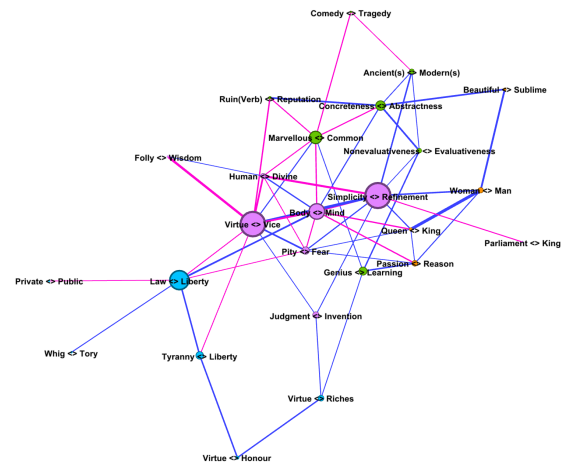 Comedy <> Tragedy
Ancient(s) <> Modern(s)
Beautiful <> Sublime
Ruin(Verb) <> Reputation
Concreteness <> Abstractness
Marvellous <> Common
Nonevaluativeness <> Evaluativeness
Folly <> Wisdom
Human <> Divine
Simplicity <> Refinement
Woman <> Man
Body <> Mind
Virtue <> Vice
Queen <> King
Parliament <> King
Pity <> Fear
Passion <> Reason
Genius <> Learning
Private <> Public
Law <> Liberty
Judgment <> Invention
Whig <> Tory
Tyranny <> Liberty
Virtue <> Riches
Virtue <> Honour